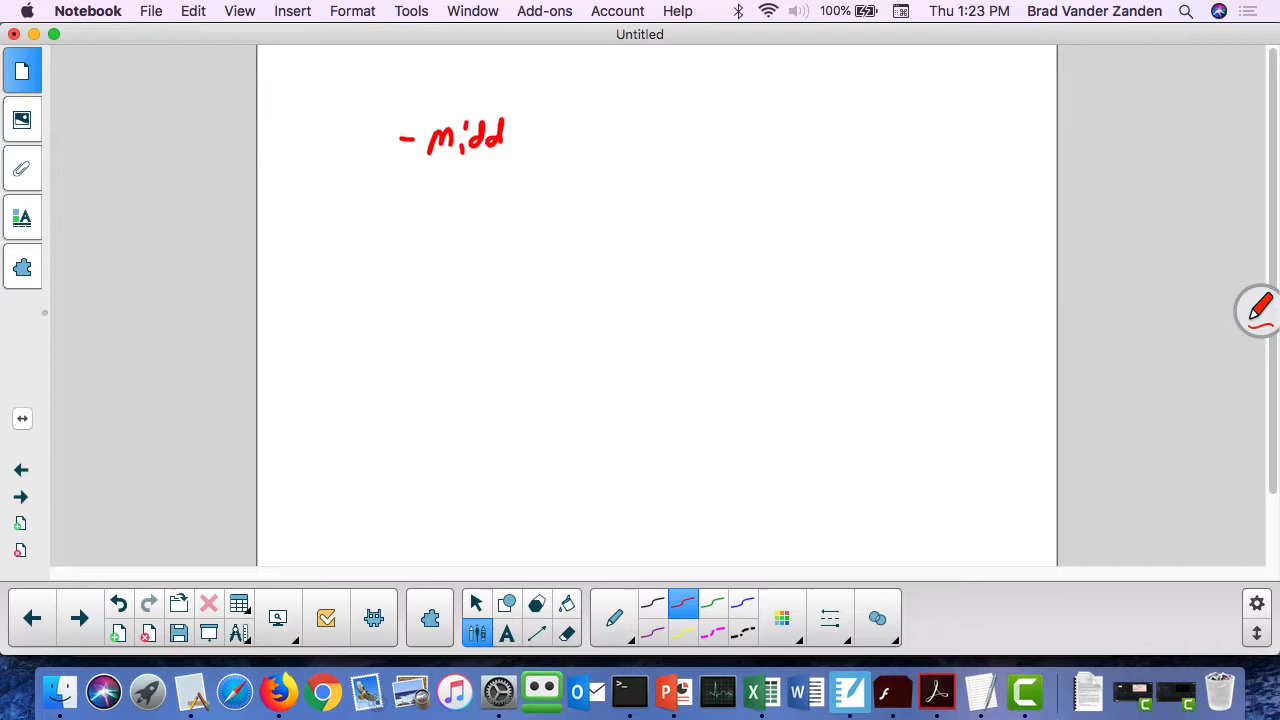 Notebook File Edit View Insert Format Tools Window Add-ons Account Help 100% Thu 1:23 PM Brad Vander Zanden
Untitled
- midd